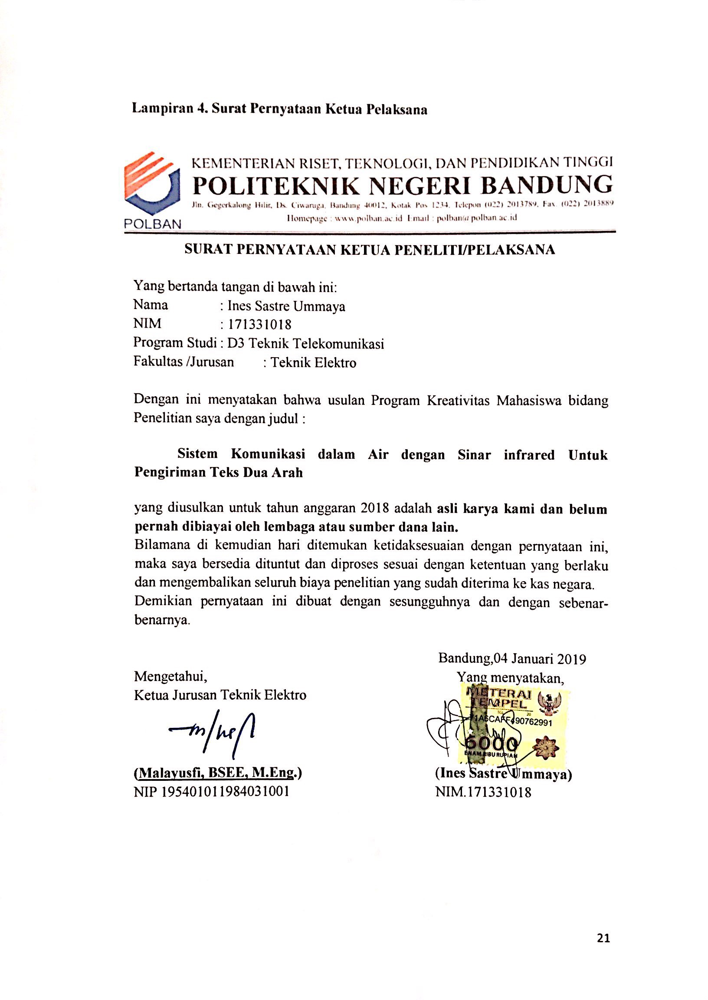 Lampiran 4. Surat Pernyataan Ketua Pelaksana
KEMENTERIAN RISET, TEKNOLOGI, DAN PENDIDIKAN TINGGI
POLITEKNIK NEGERI BANDUNG
Jln. Gegerkalong Hilir, Ds. Ciwaruga, Bandung 40012, Kotak Pos 1234, Telepon (022) 2013789, Fax. (022) 2013889
Homepage : www.polban.ac.id Email : polban@polban.ac.id
POLBAN
SURAT PERNYATAAN KETUA PENELITI/PELAKSANA
Yang bertanda tangan di bawah ini:
Nama : Ines Sastre Ummaya
NIM : 171331018
Program Studi : D3 Teknik Telekomunikasi
Fakultas /Jurusan : Teknik Elektro
Dengan ini menyatakan bahwa usulan Program Kreativitas Mahasiswa bidang
Penelitian saya dengan judul :
Sistem Komunikasi dalam Air dengan Sinar infrared Untuk
Pengiriman Teks Dua Arah
yang diusulkan untuk tahun anggaran 2018 adalah asli karya kami dan belum
pernah dibiayai oleh lembaga atau sumber dana lain.
Bilamana di kemudian hari ditemukan ketidaksesuaian dengan pernyataan ini,
maka saya bersedia dituntut dan diproses sesuai dengan ketentuan yang berlaku
dan mengembalikan seluruh biaya penelitian yang sudah diterima ke kas negara.
Demikian pernyataan ini dibuat dengan sesungguhnya dan dengan sebenar-
benarnya.
Bandung,04 Januari 2019
Mengetahui,
Ketua Jurusan Teknik Elektro
Yang menyatakan,
METERAI
TEMPEL
TGL 20
6000
ENAM RIBU RUPIAH
(Malayusfi, BSEE, M.Eng.)
NIP 195401011984031001
(Ines Sastre Ummaya)
NIM.171331018
21